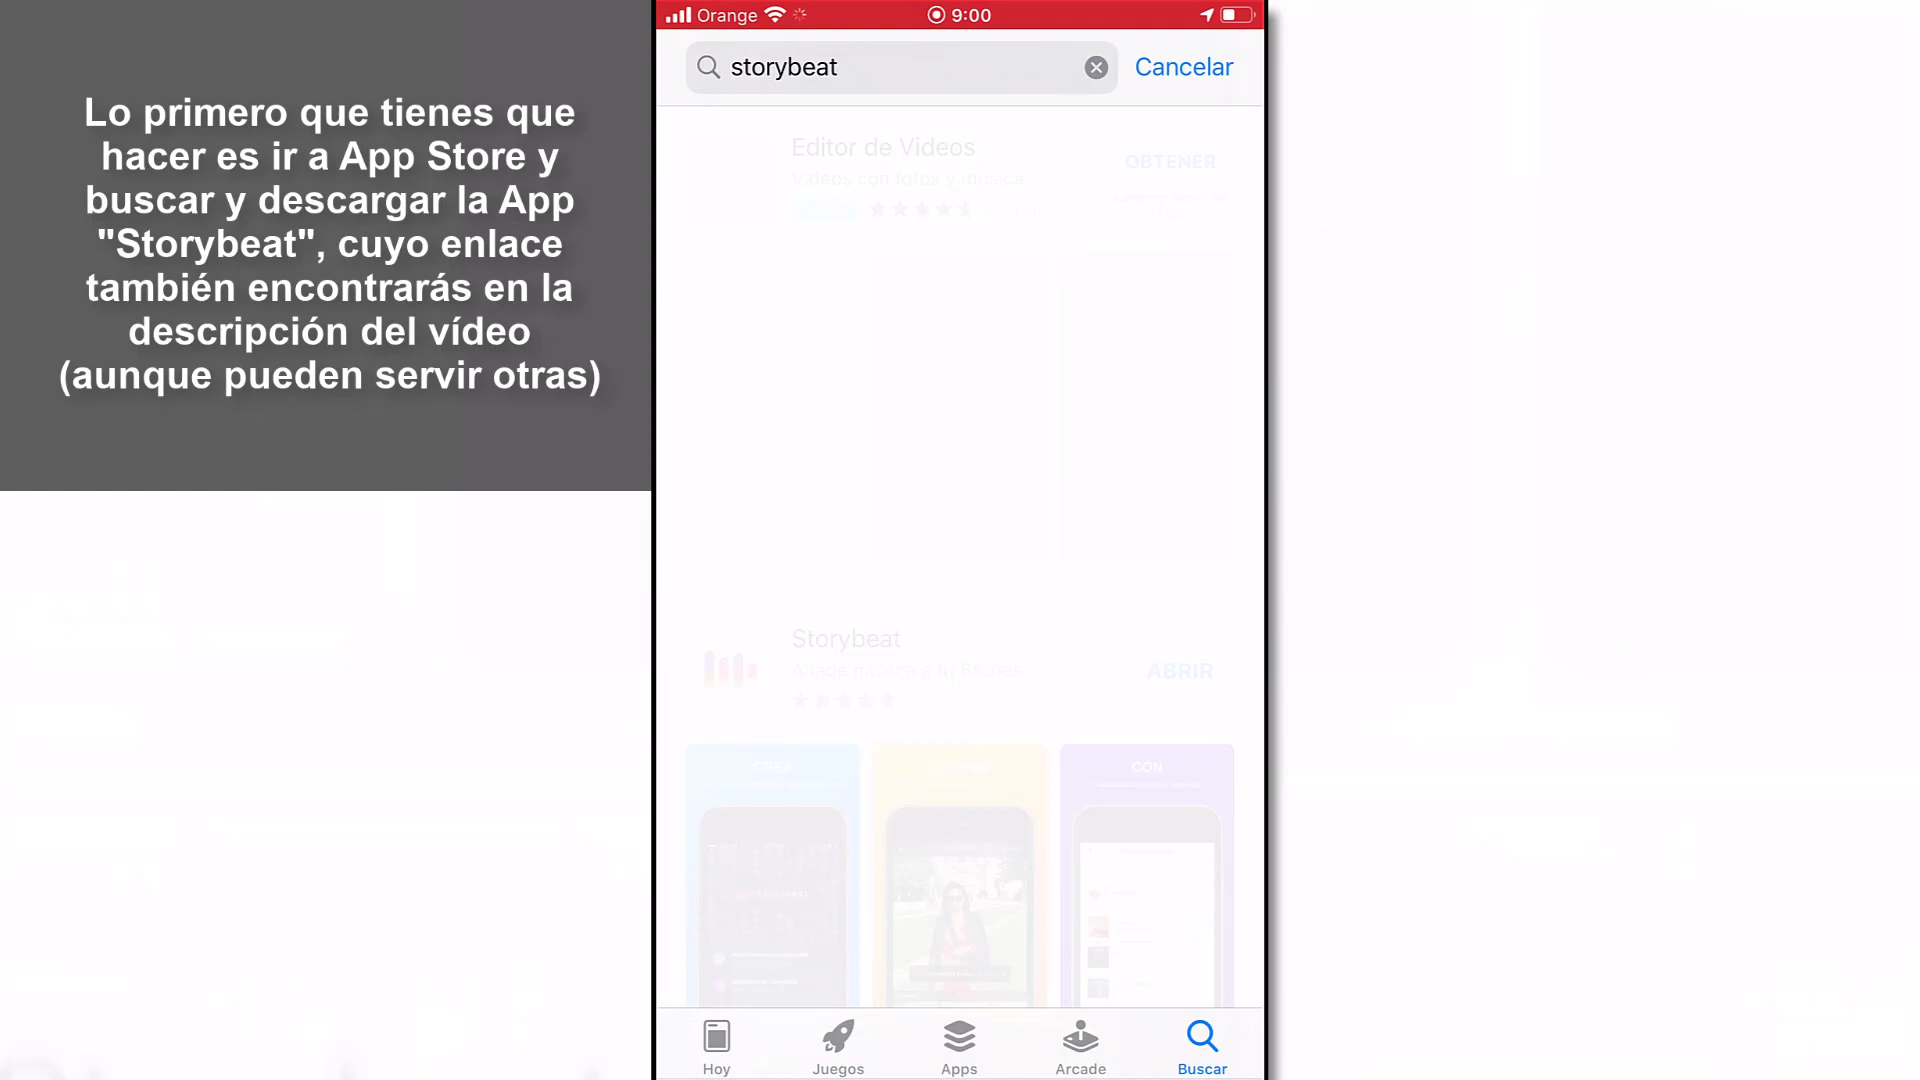 Lo primero que tienes que
hacer es ir a App Store y
buscar y descargar la App
"Storybeat", cuyo enlace
también encontrarás en la
descripción del vídeo
(aunque pueden servir otras)
Orange
9:00
storybeat
Cancelar
Editor de Videos
Videos con fotos y musica
OBTENER
Storybeat
Añade música a tu Stories
ABRIR
CREA
CON
Hoy
Juegos
Apps
Arcade
Buscar